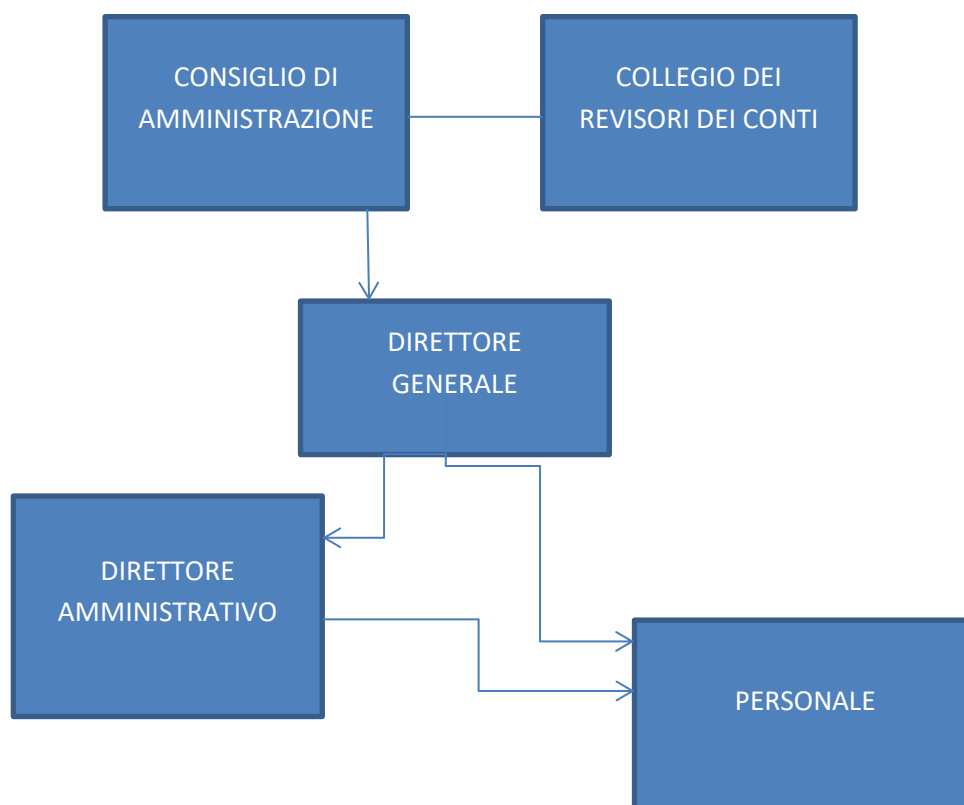 CONSIGLIO DI
AMMINISTRAZIONE
COLLEGIO DEI
REVISORI DEI CONTI
DIRETTORE
GENERALE
DIRETTORE
AMMINISTRATIVO
PERSONALE